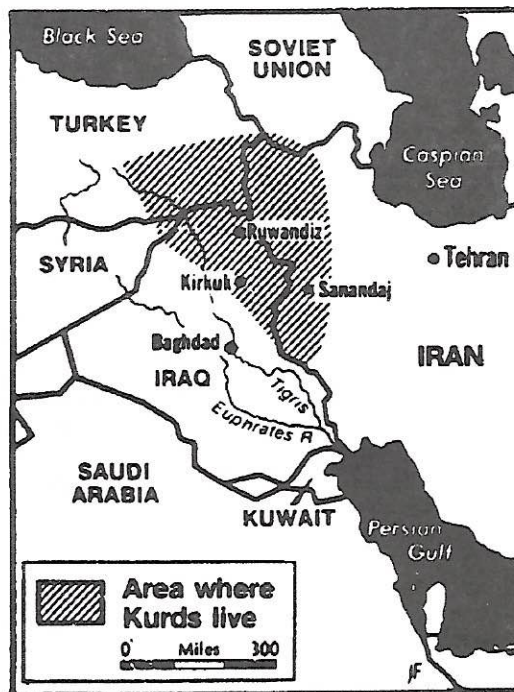 Black Sea
SOVIET
UNION
TURKEY
Caspian
Sea
Ruwandiz
Tehran
SYRIA
Kirkuk
Sanandaj
Baghdad
IRAN
IRAQ
Tigris
Euphrates R
SAUDI
ARABIA
KUWAIT
Persian
Gulf
Area where
Kurds live
0 Miles 300
JF